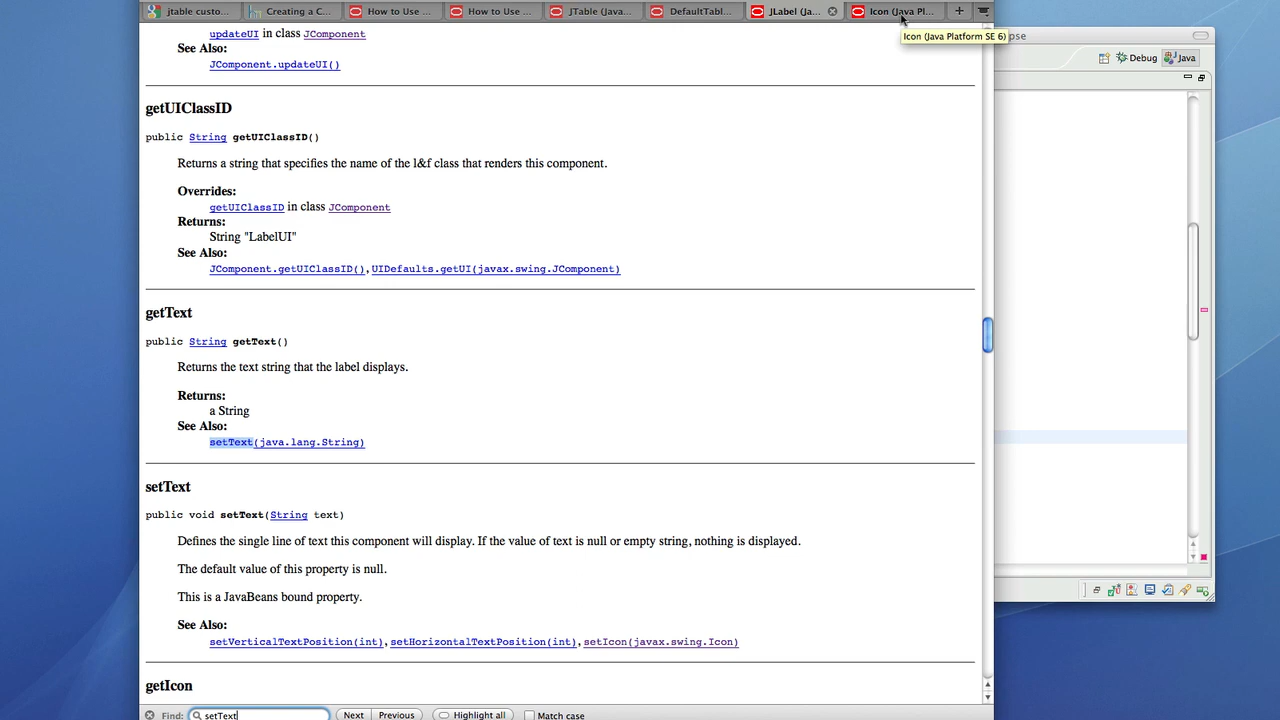 jtable custo...
Creating a C...
How to Use ...
How to Use ...
JTable (Java...
DefaultTabl...
JLabel (Ja...
Icon (Java Pl...
Icon (Java Platform SE 6)
pse
Debug
Java
updateUI in class JComponent
See Also:
JComponent.updateUI()
getUIClassID
public String getUIClassID()
Returns a string that specifies the name of the l&f class that renders this component.
Overrides:
getUIClassID in class JComponent
Returns:
String "LabelUI"
See Also:
JComponent.getUIClassID(), UIDefaults.getUI(javax.swing.JComponent)
getText
public String getText()
Returns the text string that the label displays.
Returns:
a String
See Also:
setText(java.lang.String)
setText
public void setText(String text)
Defines the single line of text this component will display. If the value of text is null or empty string, nothing is displayed.
The default value of this property is null.
This is a JavaBeans bound property.
See Also:
setVerticalTextPosition(int), setHorizontalTextPosition(int), setIcon(javax.swing.Icon)
getIcon
Find: setText Next Previous Highlight all Match case